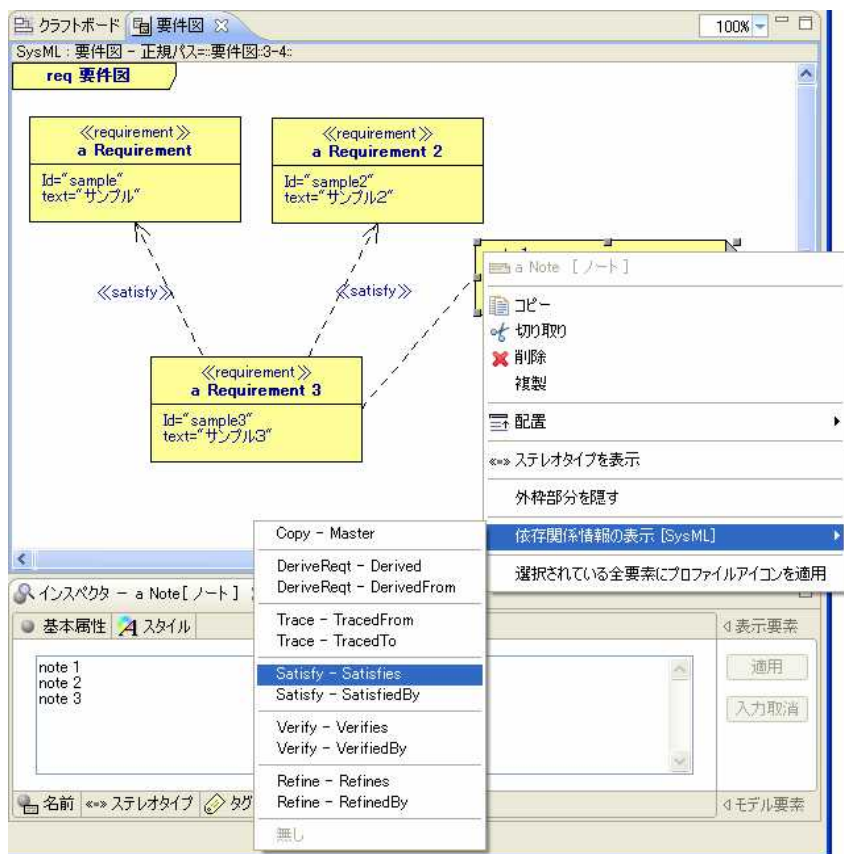 クラフトボード 要件図 100%
SysML：要件図 － 正規パス=::要件図::3-4::
req 要件図
≪requirement≫
a Requirement
Id="sample"
text="サンプル"
≪requirement≫
a Requirement 2
Id="sample2"
text="サンプル2"
≪satisfy≫
≪satisfy≫
≪requirement≫
a Requirement 3
Id="sample3"
text="サンプル3"
a Note [ノート]
コピー
切り取り
削除
複製
配置
«=» ステレオタイプを表示
外枠部分を隠す
依存関係情報の表示 [SysML]
選択されている全要素にプロファイルアイコンを適用
Copy - Master
DeriveReqt - Derived
DeriveReqt - DerivedFrom
Trace - TracedFrom
Trace - TracedTo
Satisfy - Satisfies
Satisfy - SatisfiedBy
Verify - Verifies
Verify - VerifiedBy
Refine - Refines
Refine - RefinedBy
無し
インスペクタ － a Note[ノート]
基本属性 スタイル
表示要素
note 1
note 2
note 3
適用
入力取消
名前 «=» ステレオタイプ タグ
モデル要素